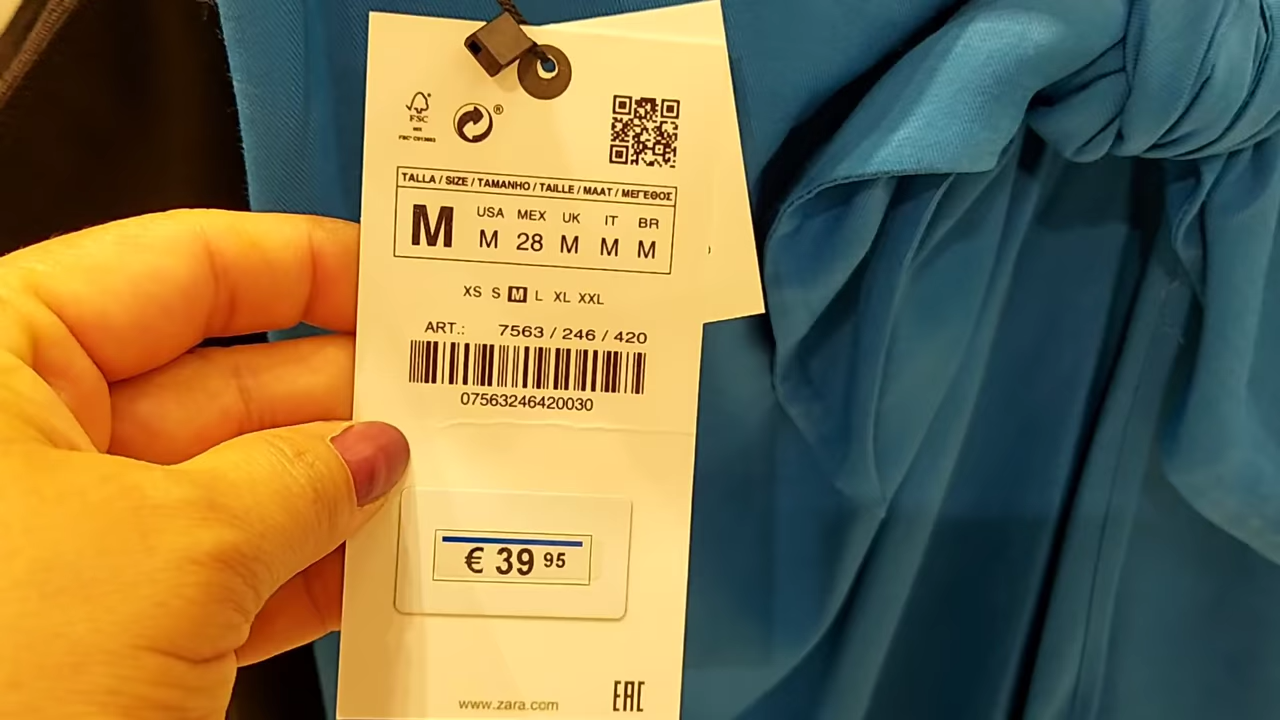 FSC
®
TALLA / SIZE / TAMANHO / TAILLE / MAAT / ΜΕΓΕΘΟΣ
M
USA MEX UK IT BR
M 28 M M M
XS S M L XL XXL
ART.: 7563 / 246 / 420
07563246420030
€ 39 95
www.zara.com
EAC